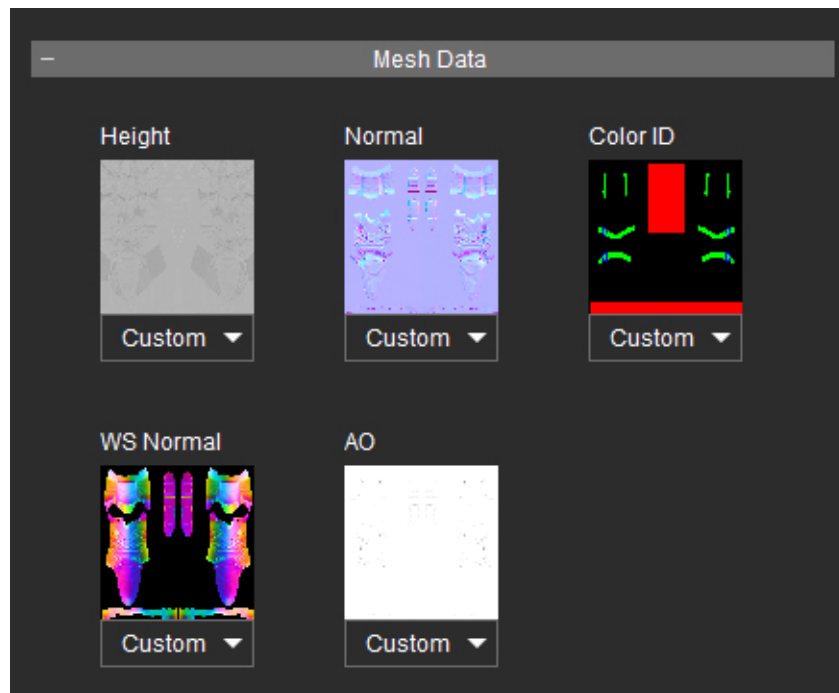 Mesh Data
Height Normal Color ID
Custom Custom Custom
WS Normal AO
Custom Custom